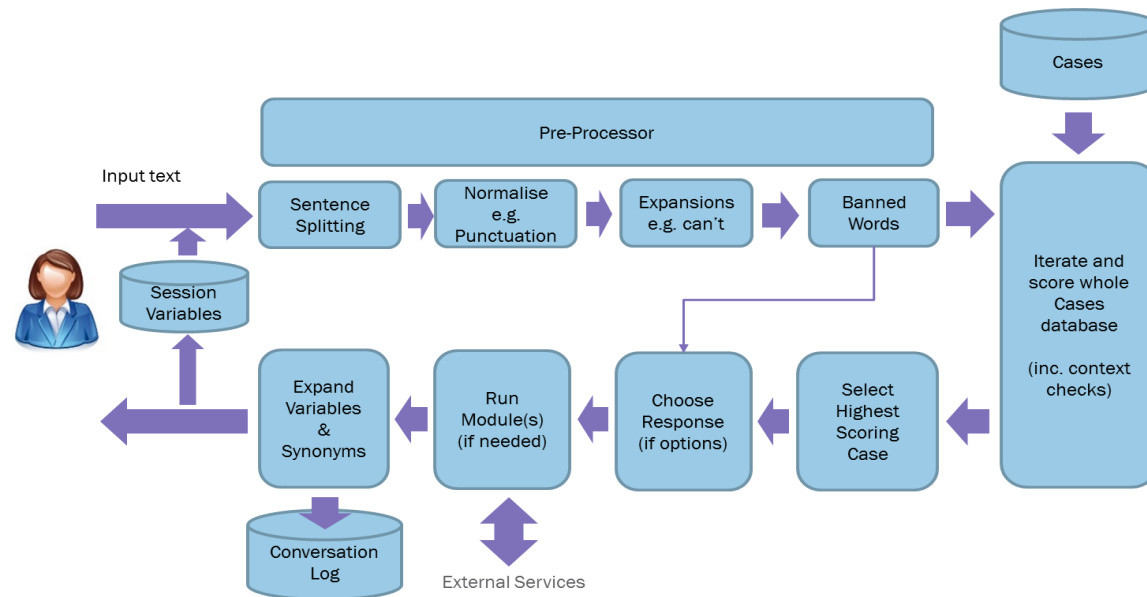 Cases
Pre-Processor
Input text
Sentence
Splitting
Normalise
e.g.
Punctuation
Expansions
e.g. can't
Banned
Words
Session
Variables
Iterate and
score whole
Cases
database
(inc. context
checks)
Expand
Variables
&
Synonyms
Run
Module(s)
(if needed)
Choose
Response
(if options)
Select
Highest
Scoring
Case
Conversation
Log
External Services